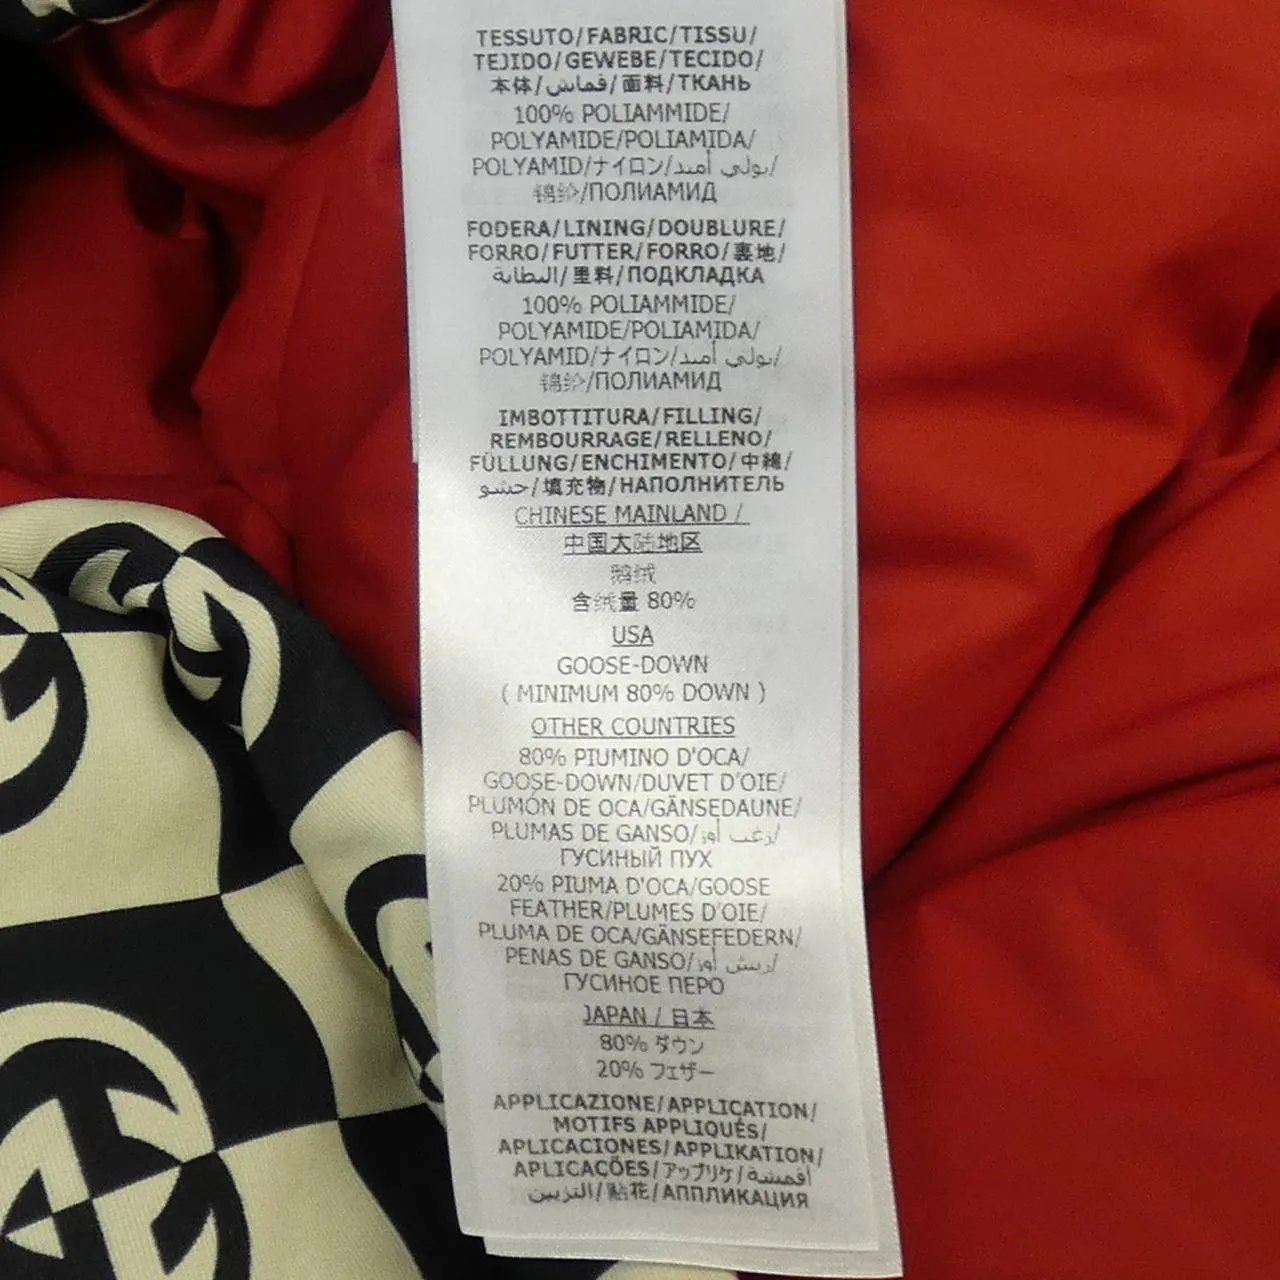 TESSUTO/FABRIC/TISSU/
TEJIDO/GEWEBE/TECIDO/
本体/قماش/面料/ТКАНЬ
100% POLIAMMIDE/
POLYAMIDE/POLIAMIDA/
POLYAMID/ナイロン/بولي أميد/
锦纶/ПОЛИАМИД
FODERA/LINING/DOUBLURE/
FORRO/FUTTER/FORRO/裏地/
البطانة/里料/ПОДКЛАДКА
100% POLIAMMIDE/
POLYAMIDE/POLIAMIDA/
POLYAMID/ナイロン/بولي أميد/
锦纶/ПОЛИАМИД
IMBOTTITURA/FILLING/
REMBOURRAGE/RELLENO/
FÜLLUNG/ENCHIMENTO/中綿/
حشو/填充物/НАПОЛНИТЕЛЬ
CHINESE MAINLAND /
中国大陆地区
鹅绒
含绒量 80%
USA
GOOSE-DOWN
( MINIMUM 80% DOWN )
OTHER COUNTRIES
80% PIUMINO D'OCA/
GOOSE-DOWN/DUVET D'OIE/
PLUMÓN DE OCA/GÄNSEDAUNE/
PLUMAS DE GANSO/زغب أوز/
ГУСИНЫЙ ПУХ
20% PIUMA D'OCA/GOOSE
FEATHER/PLUMES D'OIE/
PLUMA DE OCA/GÄNSEFEDERN/
PENAS DE GANSO/ريش أوز/
ГУСИНОЕ ПЕРО
JAPAN / 日本
80% ダウン
20% フェザー
APPLICAZIONE/APPLICATION/
MOTIFS APPLIQUÉS/
APLICACIONES/APPLIKATION/
APLICAÇÕES/アップリケ/أقمشة
التزيين/贴花/АППЛИКАЦИЯ